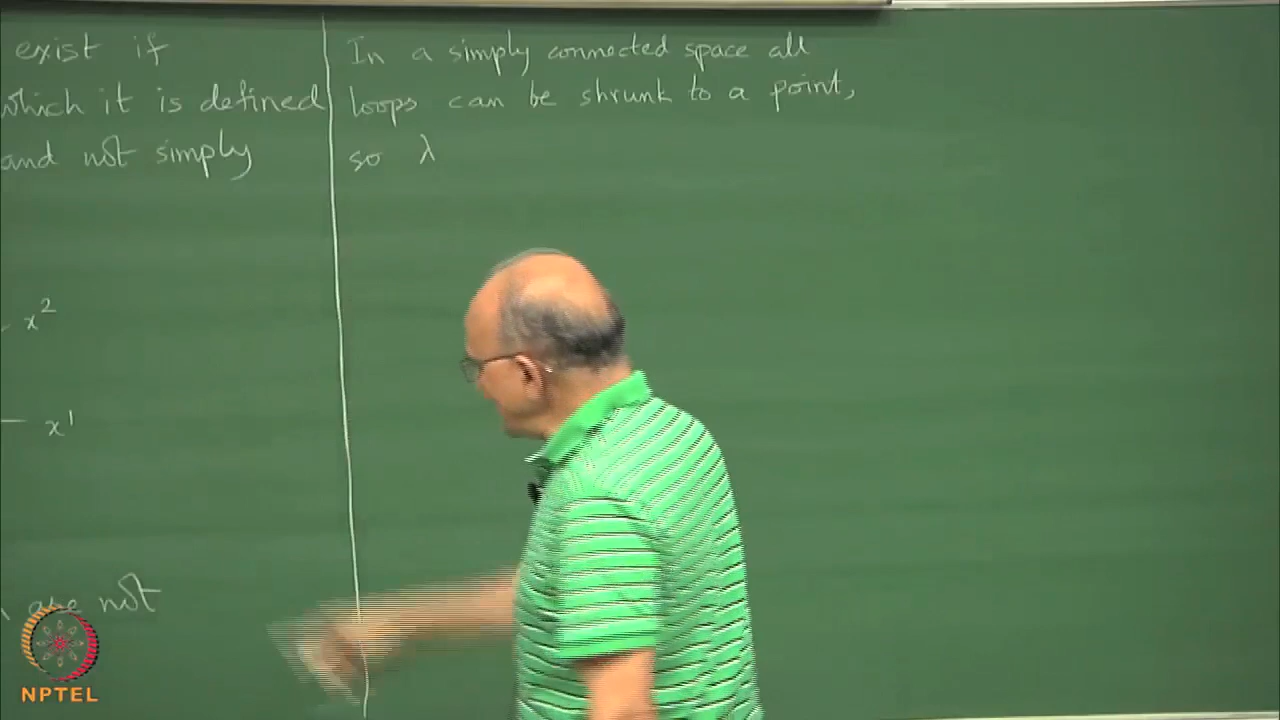 exist if
which it is defined
and not simply
x²
x¹
are not
In a simply connected space all
loops can be shrunk to a point,
so λ
NPTEL